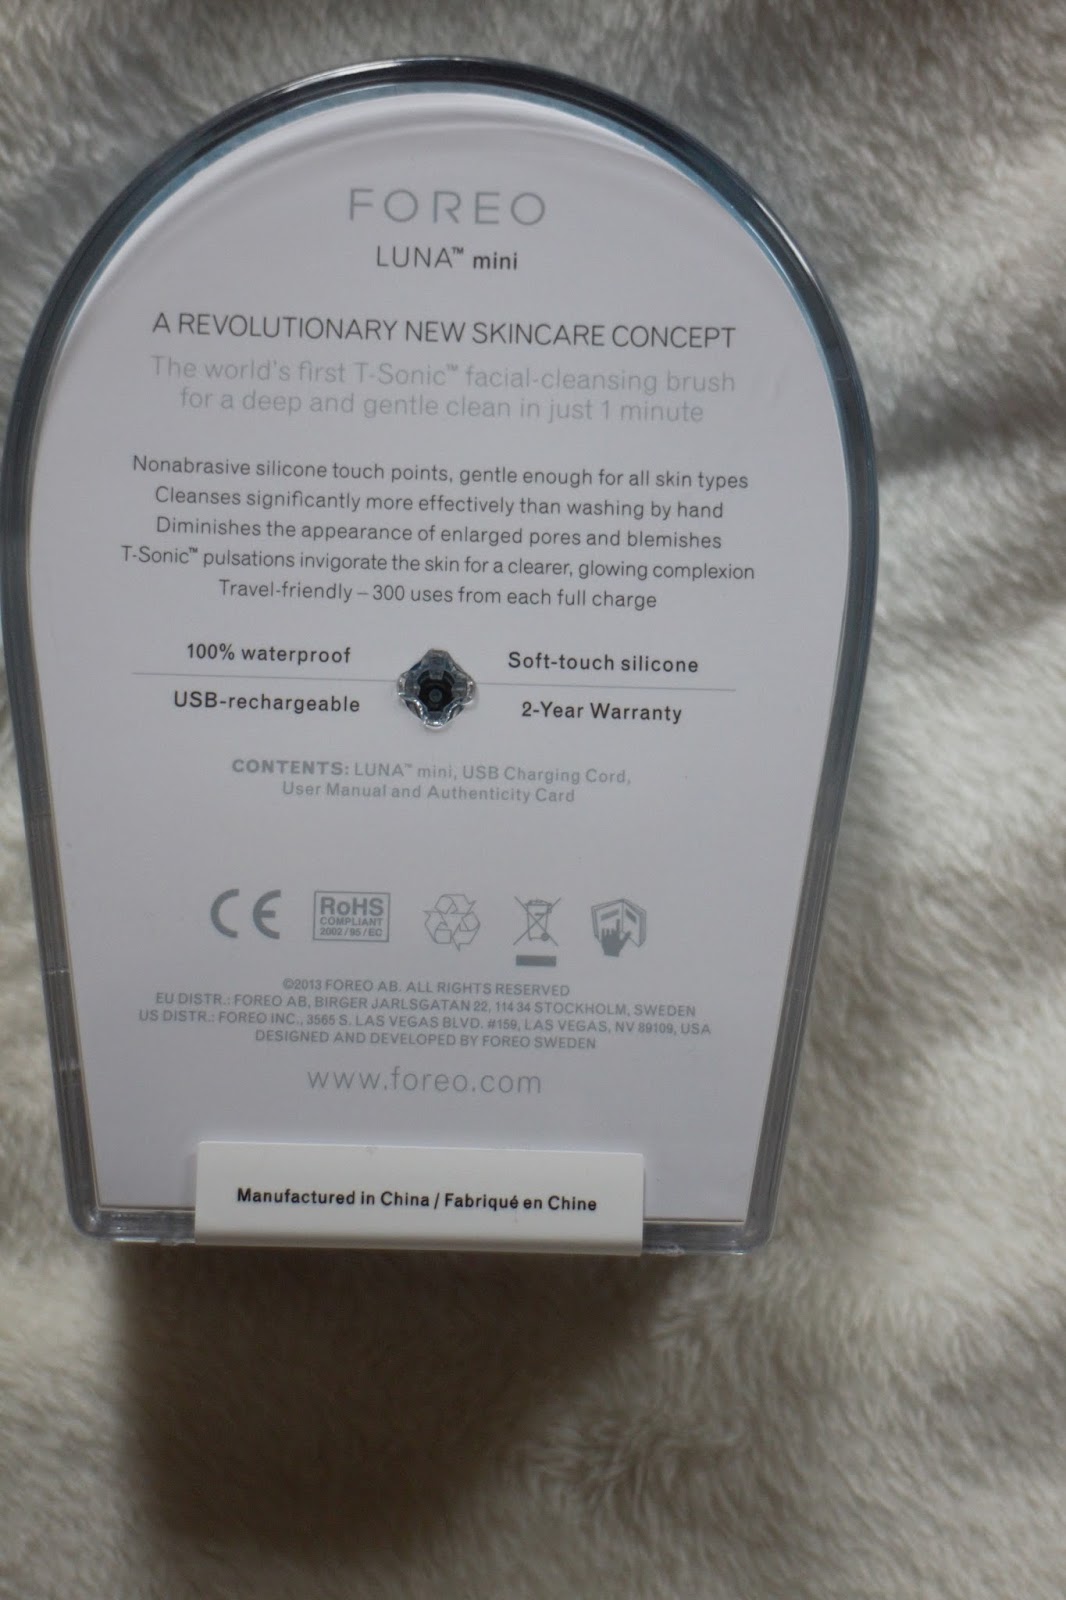 FOREO
LUNA™ mini
A REVOLUTIONARY NEW SKINCARE CONCEPT
The world's first T-Sonic™ facial-cleansing brush
for a deep and gentle clean in just 1 minute
Nonabrasive silicone touch points, gentle enough for all skin types
Cleanses significantly more effectively than washing by hand
Diminishes the appearance of enlarged pores and blemishes
T-Sonic™ pulsations invigorate the skin for a clearer, glowing complexion
Travel-friendly – 300 uses from each full charge
100% waterproof
Soft-touch silicone
USB-rechargeable
2-Year Warranty
CONTENTS: LUNA™ mini, USB Charging Cord,
User Manual and Authenticity Card
CE
RoHS
COMPLIANT
2002/95/EC
©2013 FOREO AB. ALL RIGHTS RESERVED
EU DISTR.: FOREO AB, BIRGER JARLSGATAN 22, 114 34 STOCKHOLM, SWEDEN
US DISTR.: FOREO INC., 3565 S. LAS VEGAS BLVD. #159, LAS VEGAS, NV 89109, USA
DESIGNED AND DEVELOPED BY FOREO SWEDEN
www.foreo.com
Manufactured in China / Fabriqué en Chine